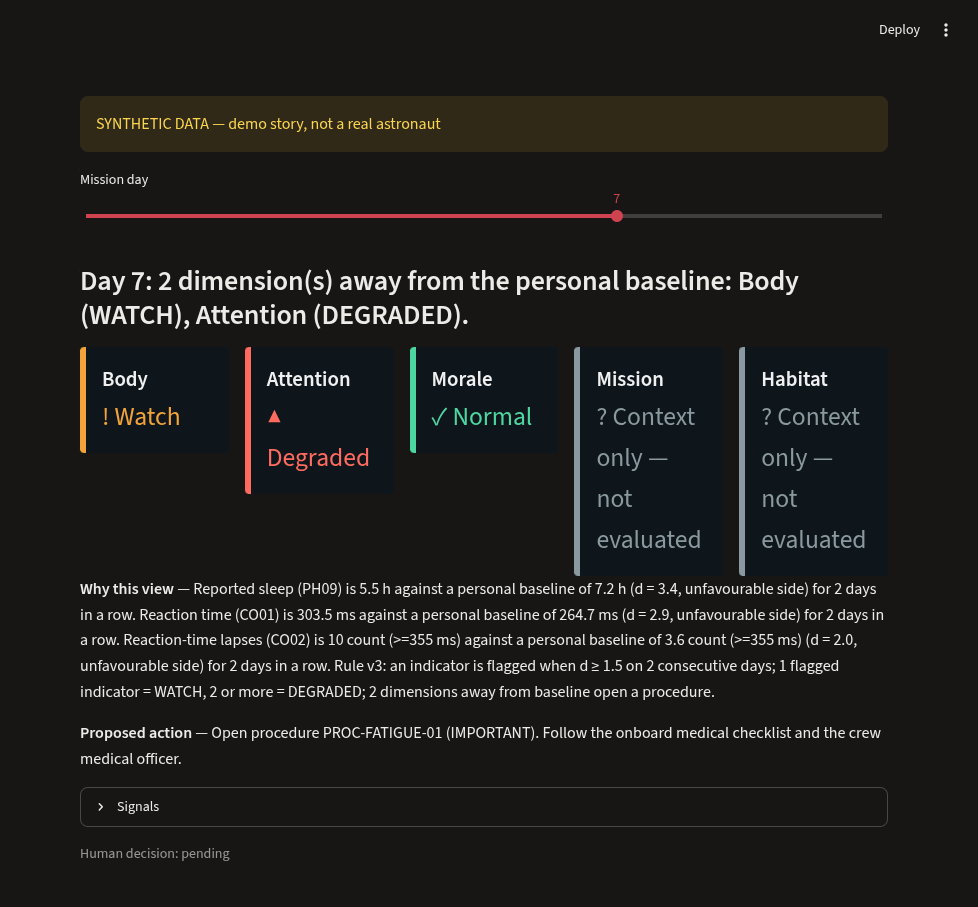 Deploy
SYNTHETIC DATA — demo story, not a real astronaut
Mission day
7
Day 7: 2 dimension(s) away from the personal baseline: Body
(WATCH), Attention (DEGRADED).
Body
! Watch
Attention
▲
Degraded
Morale
✓ Normal
Mission
? Context
only —
not
evaluated
Habitat
? Context
only —
not
evaluated
Why this view — Reported sleep (PH09) is 5.5 h against a personal baseline of 7.2 h (d = 3.4, unfavourable side) for 2 days
in a row. Reaction time (CO01) is 303.5 ms against a personal baseline of 264.7 ms (d = 2.9, unfavourable side) for 2 days in
a row. Reaction-time lapses (CO02) is 10 count (>=355 ms) against a personal baseline of 3.6 count (>=355 ms) (d = 2.0,
unfavourable side) for 2 days in a row. Rule v3: an indicator is flagged when d ≥ 1.5 on 2 consecutive days; 1 flagged
indicator = WATCH, 2 or more = DEGRADED; 2 dimensions away from baseline open a procedure.
Proposed action — Open procedure PROC-FATIGUE-01 (IMPORTANT). Follow the onboard medical checklist and the crew
medical officer.
Signals
Human decision: pending